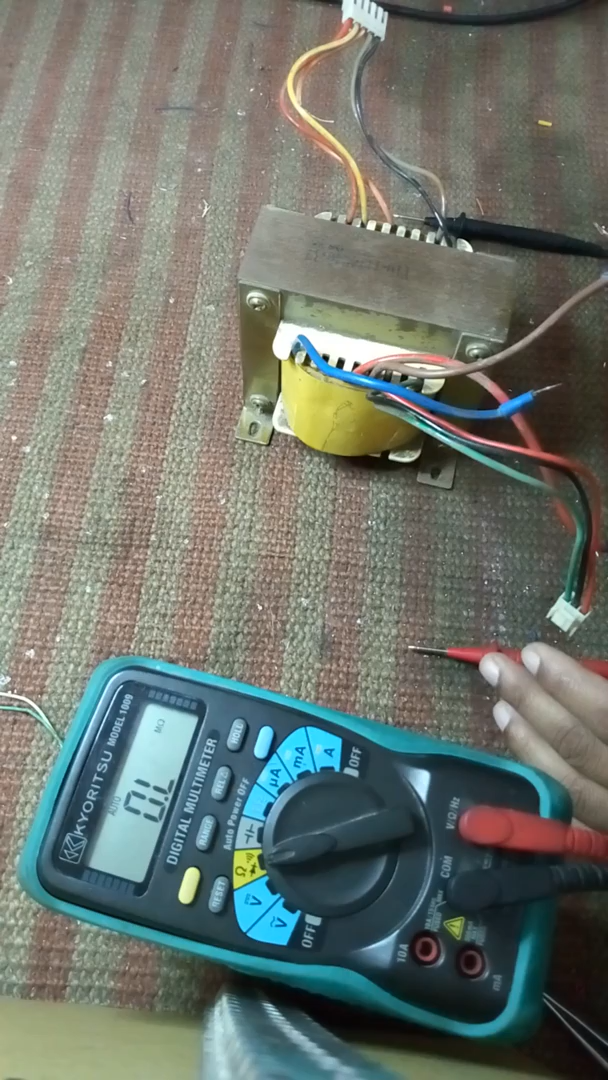 KYORITSU MODEL 1009
AUTO
MΩ
O.L
DIGITAL MULTIMETER
HOLD
REL△
RANGE
RESET
Auto Power OFF
OFF
A
mA
μA
Ω
V
V
OFF
V/Ω/Hz
COM
10A
mA